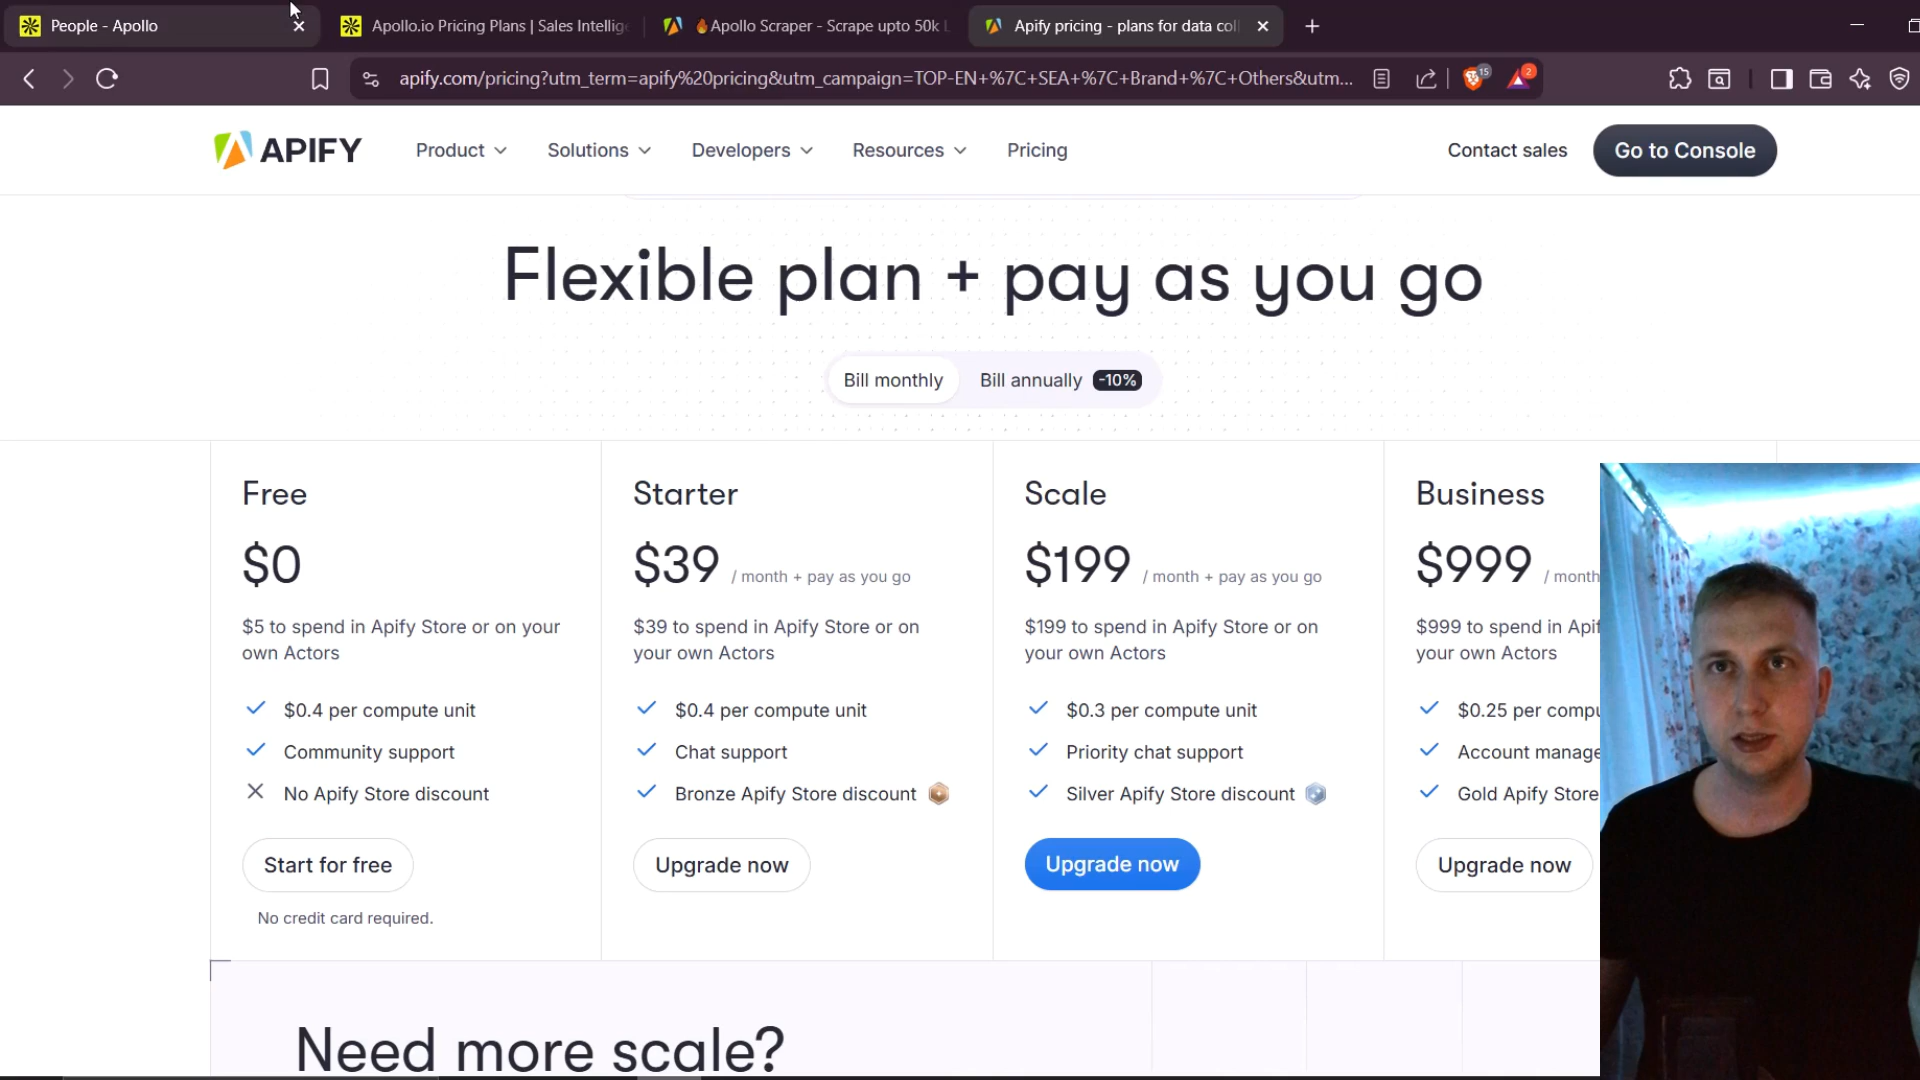 People - Apollo
Apollo.io Pricing Plans | Sales Intellig
🔥Apollo Scraper - Scrape upto 50k L
Apify pricing - plans for data coll
apify.com/pricing?utm_term=apify%20pricing&utm_campaign=TOP-EN+%7C+SEA+%7C+Brand+%7C+Others&utm...
15
2
APIFY
Product
Solutions
Developers
Resources
Pricing
Contact sales
Go to Console
Flexible plan + pay as you go
Bill monthly
Bill annually -10%
Free
$0
$5 to spend in Apify Store or on your
own Actors
$0.4 per compute unit
Community support
No Apify Store discount
Start for free
No credit card required.
Starter
$39 / month + pay as you go
$39 to spend in Apify Store or on
your own Actors
$0.4 per compute unit
Chat support
Bronze Apify Store discount
Upgrade now
Scale
$199 / month + pay as you go
$199 to spend in Apify Store or on
your own Actors
$0.3 per compute unit
Priority chat support
Silver Apify Store discount
Upgrade now
Business
$999 / month
$999 to spend in Apif
your own Actors
$0.25 per compu
Account manage
Gold Apify Store
Upgrade now
Need more scale?